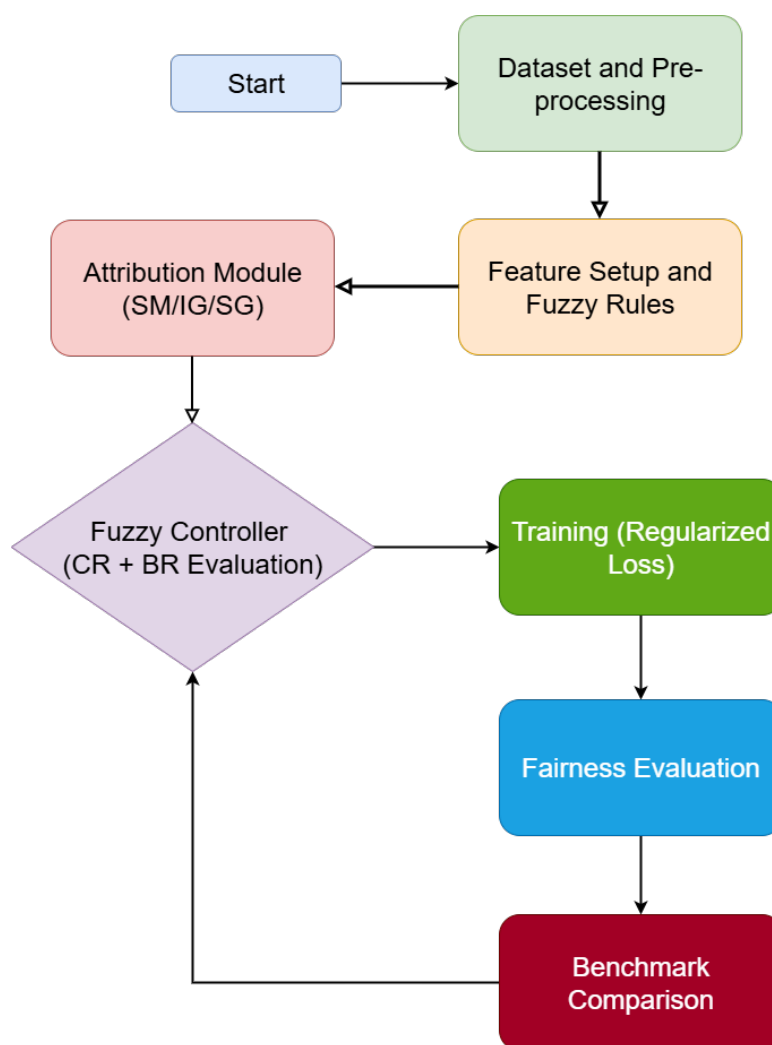 Start
Dataset and Pre-
processing
Feature Setup and
Fuzzy Rules
Attribution Module
(SM/IG/SG)
Fuzzy Controller
(CR + BR Evaluation)
Training (Regularized
Loss)
Fairness Evaluation
Benchmark
Comparison